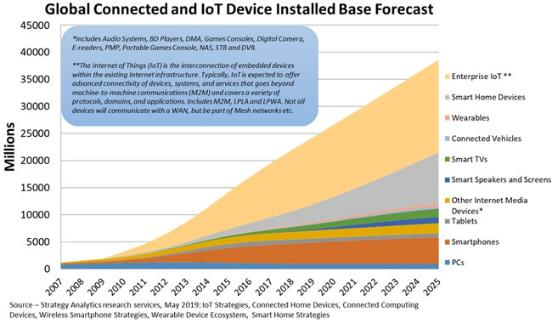 Global Connected and IoT Device Installed Base Forecast
45000
40000
35000
30000
25000
20000
15000
10000
5000
0
Millions
*Includes Audio Systems, BD Players, DMA, Games Consoles, Digital Camera,
E-readers, PMP, Portable Games Console, NAS, STB and DVR.
**The Internet of Things (IoT) is the interconnection of embedded devices
within the existing Internet infrastructure. Typically, IoT is expected to offer
advanced connectivity of devices, systems, and services that goes beyond
machine-to-machine communications (M2M) and covers a variety of
protocols, domains, and applications. Includes M2M, LPLA and LPWA. Not all
devices will communicate with a WAN, but be part of Mesh networks etc.
Enterprise IoT **
Smart Home Devices
Wearables
Connected Vehicles
Smart TVs
Smart Speakers and Screens
Other Internet Media
Devices*
Tablets
Smartphones
PCs
2007
2008
2009
2010
2011
2012
2013
2014
2015
2016
2017
2018
2019
2020
2021
2022
2023
2024
2025
Source – Strategy Analytics research services, May 2019: IoT Strategies, Connected Home Devices, Connected Computing
Devices, Wireless Smartphone Strategies, Wearable Device Ecosystem, Smart Home Strategies